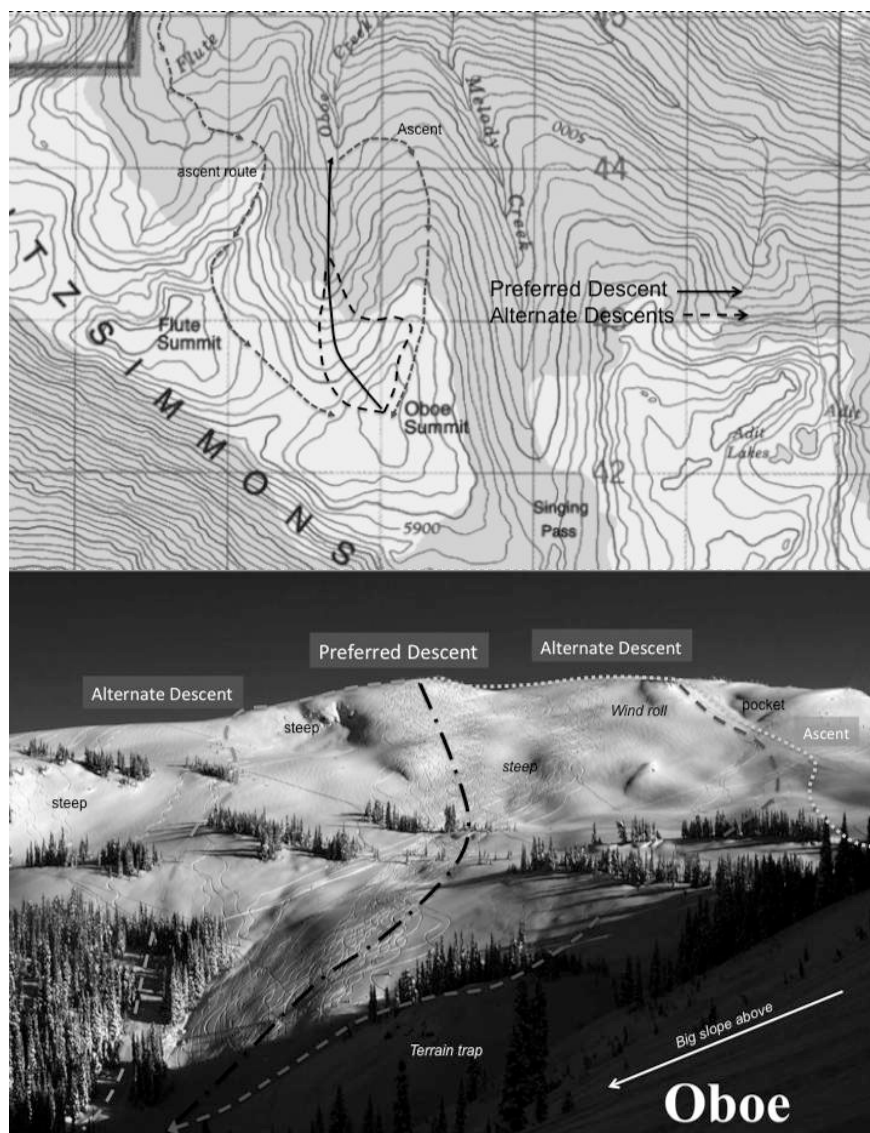 Flute
Oboe
Creek
Melody
Creek
Ascent
ascent route
5000
44
Preferred Descent
Alternate Descents
TZSIMMONS
Flute
Summit
Oboe
Summit
Adit
Lakes
Adit
42
Singing
Pass
5900
Preferred Descent
Alternate Descent
Alternate Descent
steep
Wind roll
pocket
Ascent
steep
steep
Big slope above
Terrain trap
Oboe